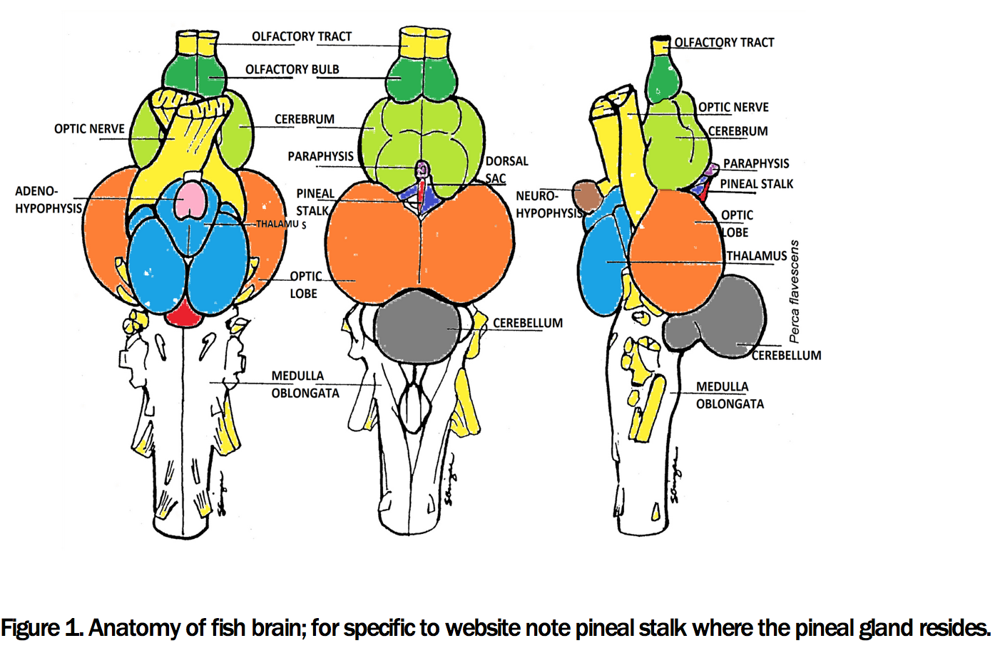 OLFACTORY TRACT
OLFACTORY BULB
OPTIC NERVE
CEREBRUM
PARAPHYSIS
DORSAL
SAC
ADENO-
HYPOPHYSIS
PINEAL
STALK
THALAMUS
OPTIC
LOBE
CEREBELLUM
MEDULLA
OBLONGATA
OLFACTORY TRACT
OPTIC NERVE
CEREBRUM
PARAPHYSIS
PINEAL STALK
NEURO-
HYPOPHYSIS
OPTIC
LOBE
THALAMUS
Perca flavescens
CEREBELLUM
MEDULLA
OBLONGATA
Figure 1. Anatomy of fish brain; for specific to website note pineal stalk where the pineal gland resides.